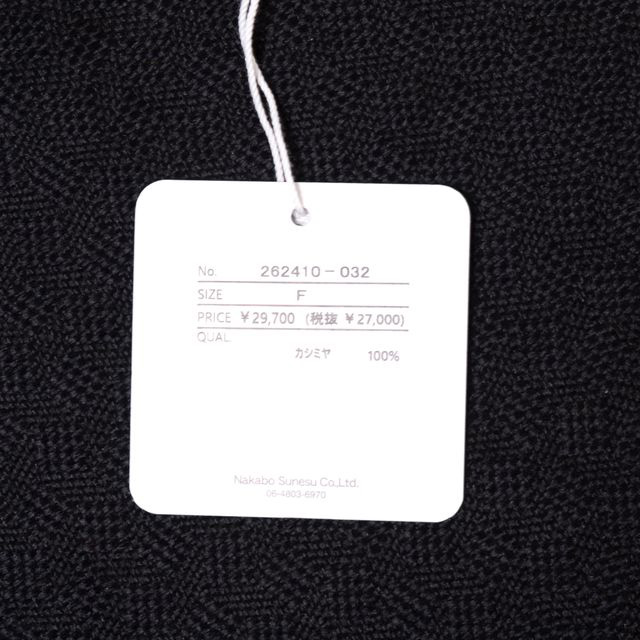 No. 262410-032
SIZE F
PRICE ¥29,700 (税抜 ¥27,000)
QUAL
カシミヤ 100%
Nakabo Sunesu Co.,Ltd.
06-4803-6970